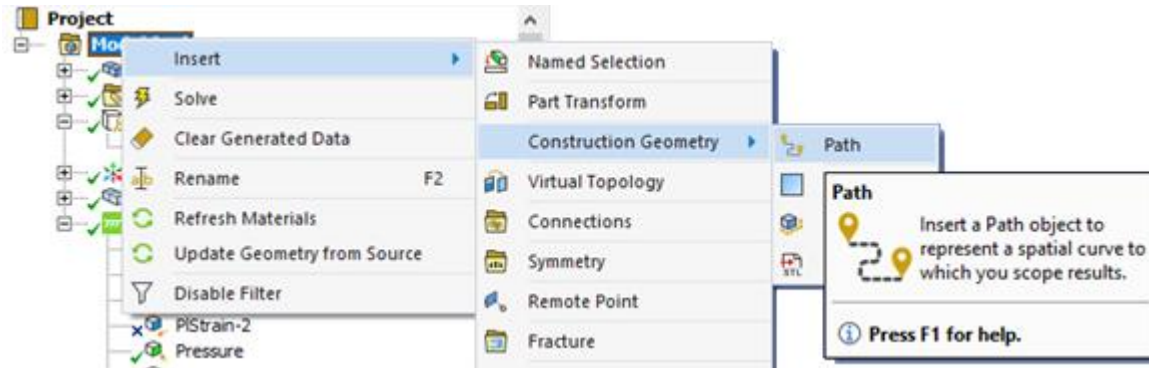 Project
Insert
Solve
Clear Generated Data
Rename F2
Refresh Materials
Update Geometry from Source
Disable Filter
PlStrain-2
Pressure
Named Selection
Part Transform
Construction Geometry
Virtual Topology
Connections
Symmetry
Remote Point
Fracture
Path
STL
Path
Insert a Path object to
represent a spatial curve to
which you scope results.
Press F1 for help.